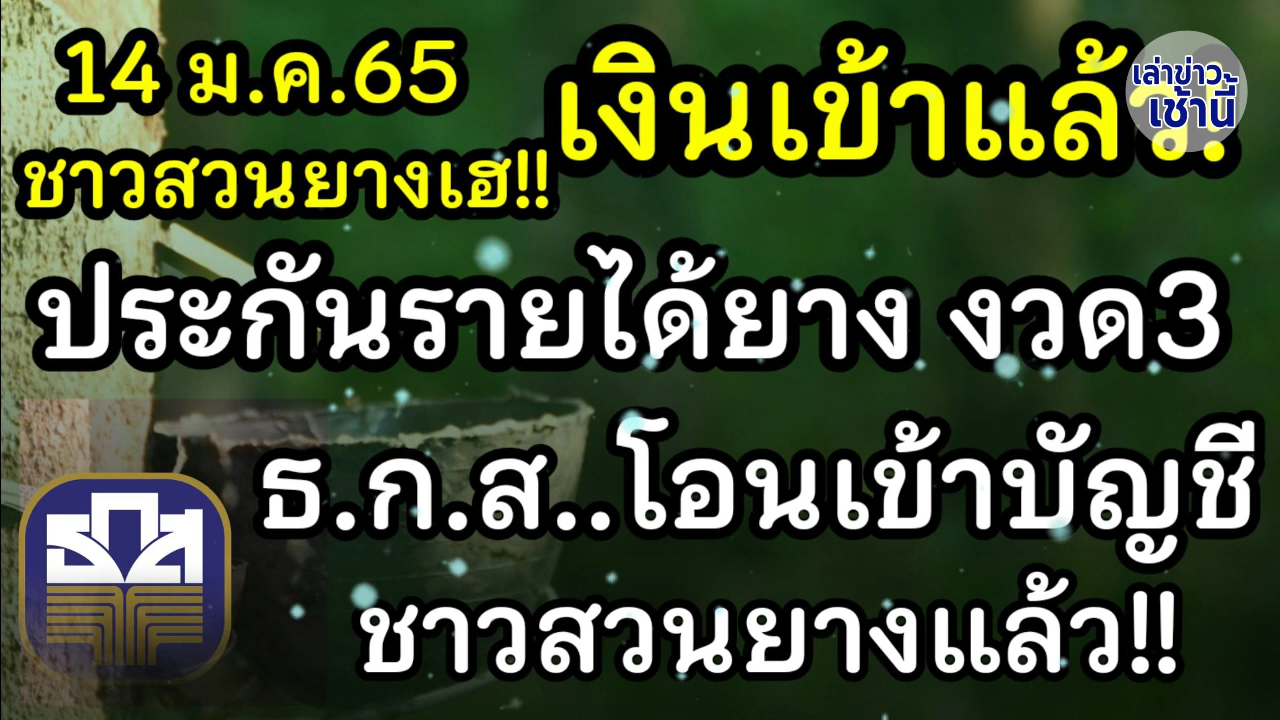 14 ม.ค.65
เงินเข้าแล้ว!
เล่าข่าว
เช้านี้
ชาวสวนยางเฮ!!
ประกันรายได้ยาง งวด3
ธ.ก.ส..โอนเข้าบัญชี
ธกส
ชาวสวนยางแล้ว!!